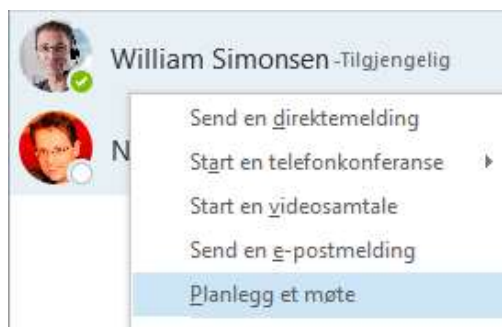 William Simonsen -Tilgjengelig
N
Send en direktemelding
Start en telefonkonferanse
Start en videosamtale
Send en e-postmelding
Planlegg et møte